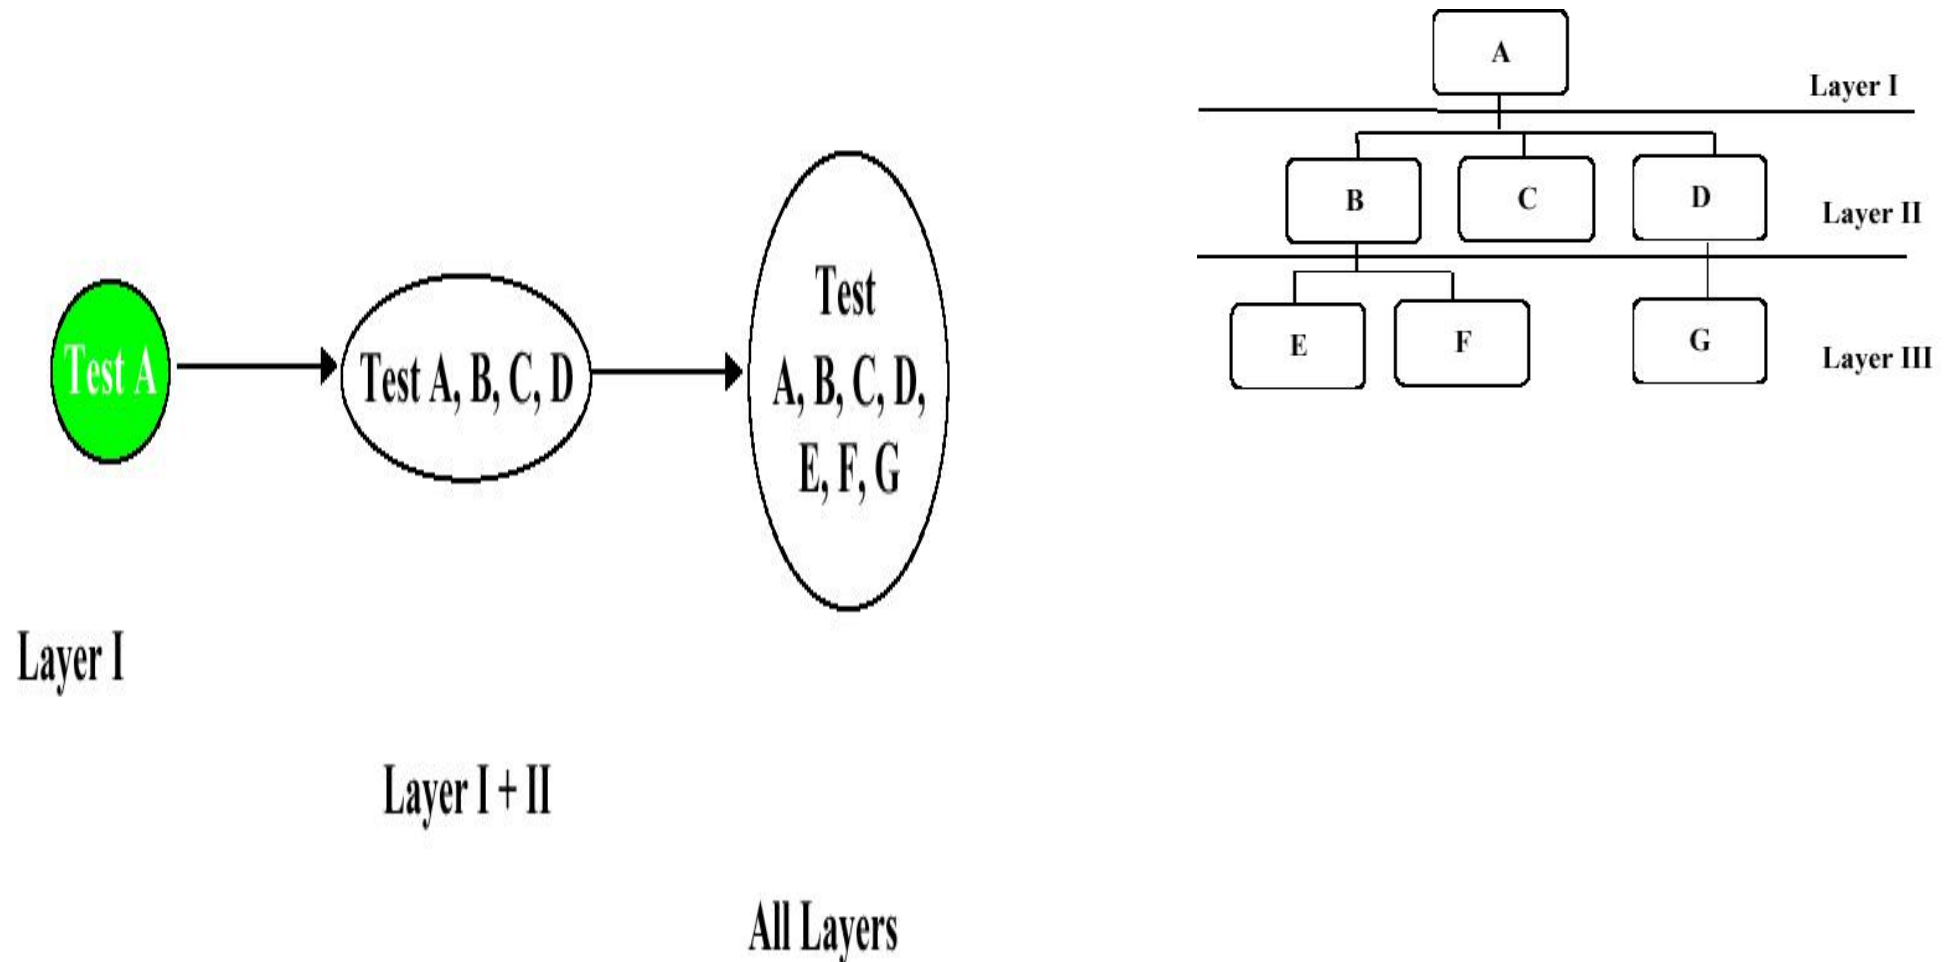 Test A
Test A, B, C, D
Test
A, B, C, D,
E, F, G
Layer I
Layer I + II
All Layers
A
Layer I
B
C
D
Layer II
E
F
G
Layer III